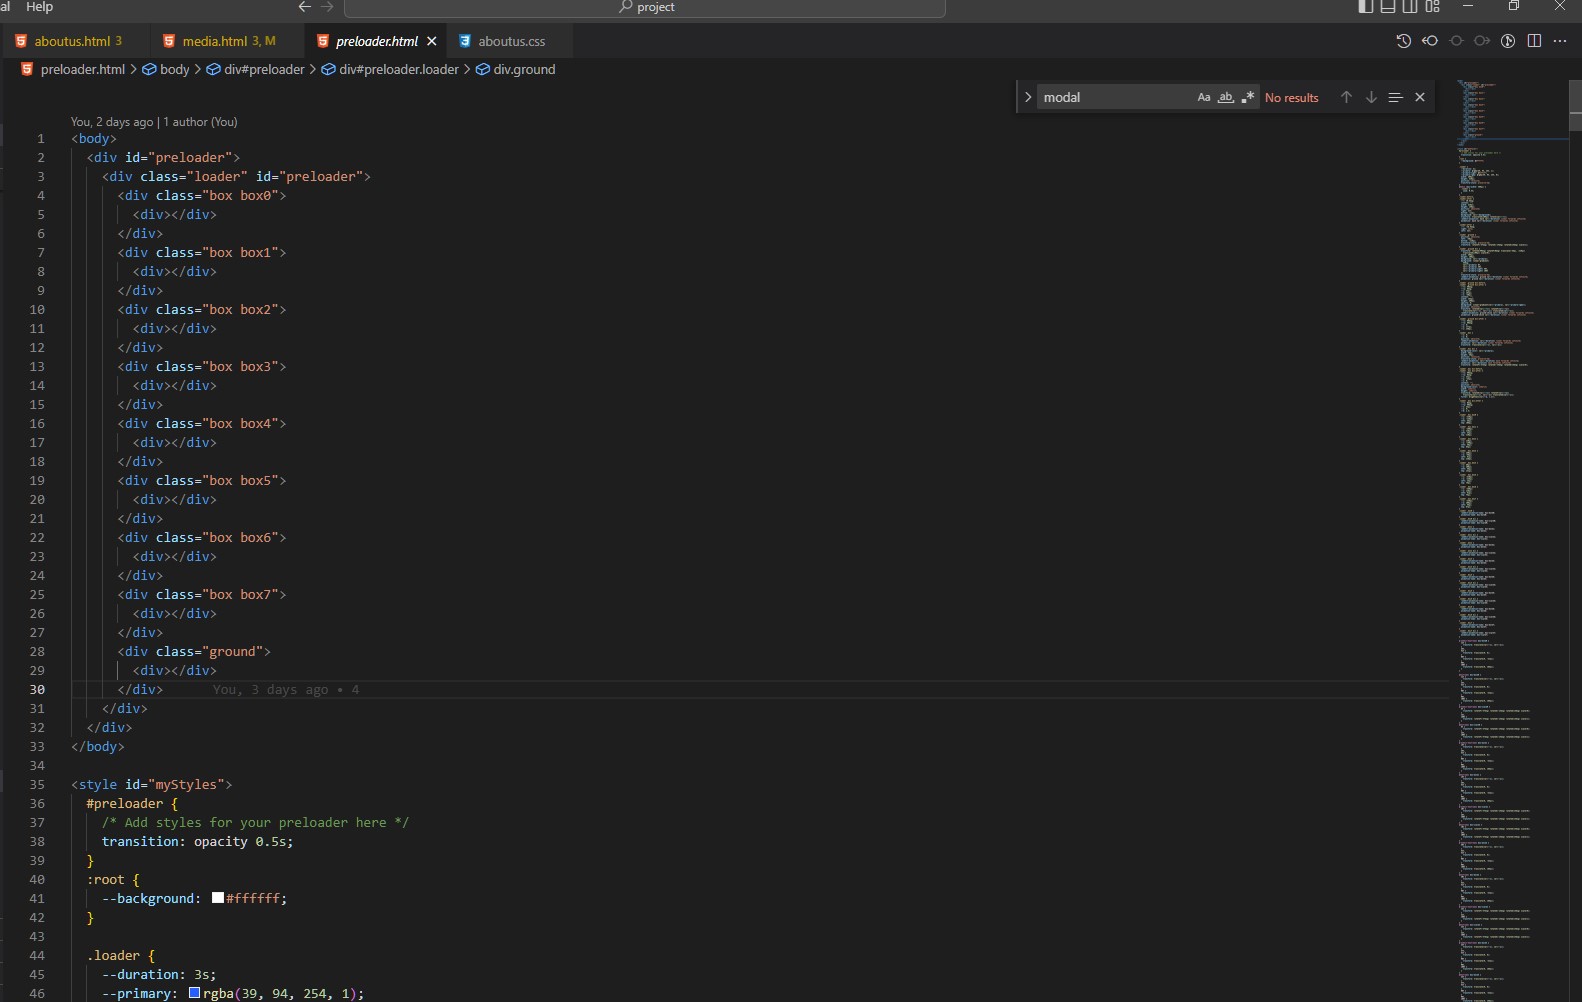 al Help
project
aboutus.html 3
media.html 3, M
preloader.html
aboutus.css
preloader.html > body > div#preloader > div#preloader.loader > div.ground
modal
Aa ab .* No results
You, 2 days ago | 1 author (You)
1 <body>
2 <div id="preloader">
3 <div class="loader" id="preloader">
4 <div class="box box0">
5 <div></div>
6 </div>
7 <div class="box box1">
8 <div></div>
9 </div>
10 <div class="box box2">
11 <div></div>
12 </div>
13 <div class="box box3">
14 <div></div>
15 </div>
16 <div class="box box4">
17 <div></div>
18 </div>
19 <div class="box box5">
20 <div></div>
21 </div>
22 <div class="box box6">
23 <div></div>
24 </div>
25 <div class="box box7">
26 <div></div>
27 </div>
28 <div class="ground">
29 <div></div>
30 </div> You, 3 days ago • 4
31 </div>
32 </div>
33 </body>
34
35 <style id="myStyles">
36 #preloader {
37 /* Add styles for your preloader here */
38 transition: opacity 0.5s;
39 }
40 :root {
41 --background: #ffffff;
42 }
43
44 .loader {
45 --duration: 3s;
46 --primary: rgba(39, 94, 254, 1);